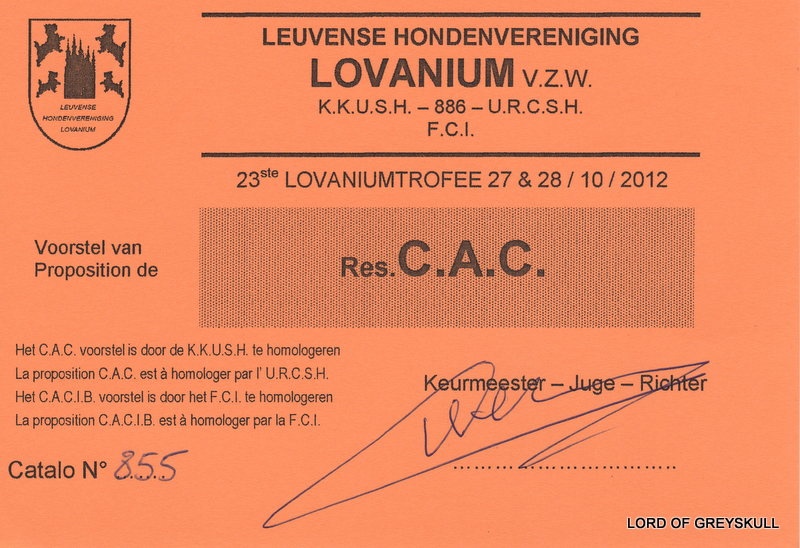 LEUVENSE
HONDENVERENIGING
LOVANIUM
LEUVENSE HONDENVERENIGING
LOVANIUM V.Z.W.
K.K.U.S.H. – 886 – U.R.C.S.H.
F.C.I.
23ste LOVANIUMTROFEE 27 & 28 / 10 / 2012
Voorstel van
Proposition de
Res. C.A.C.
Het C.A.C. voorstel is door de K.K.U.S.H. te homologeren
La proposition C.A.C. est à homologer par l' U.R.C.S.H.
Het C.A.C.I.B. voorstel is door het F.C.I. te homologeren
La proposition C.A.C.I.B. est à homologer par la F.C.I.
Keurmeester – Juge – Richter
Catalo N° 855
LORD OF GREYSKULL